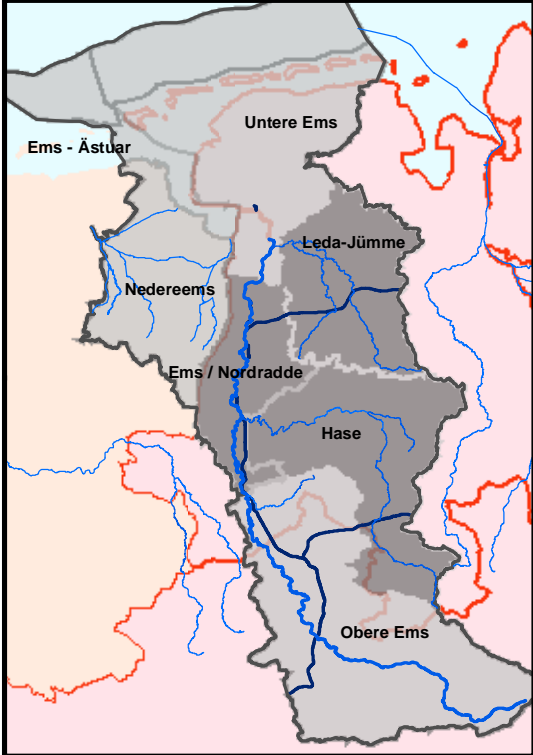 Untere Ems
Ems - Ästuar
Leda-Jümme
Nedereems
Ems / Nordradde
Hase
Obere Ems